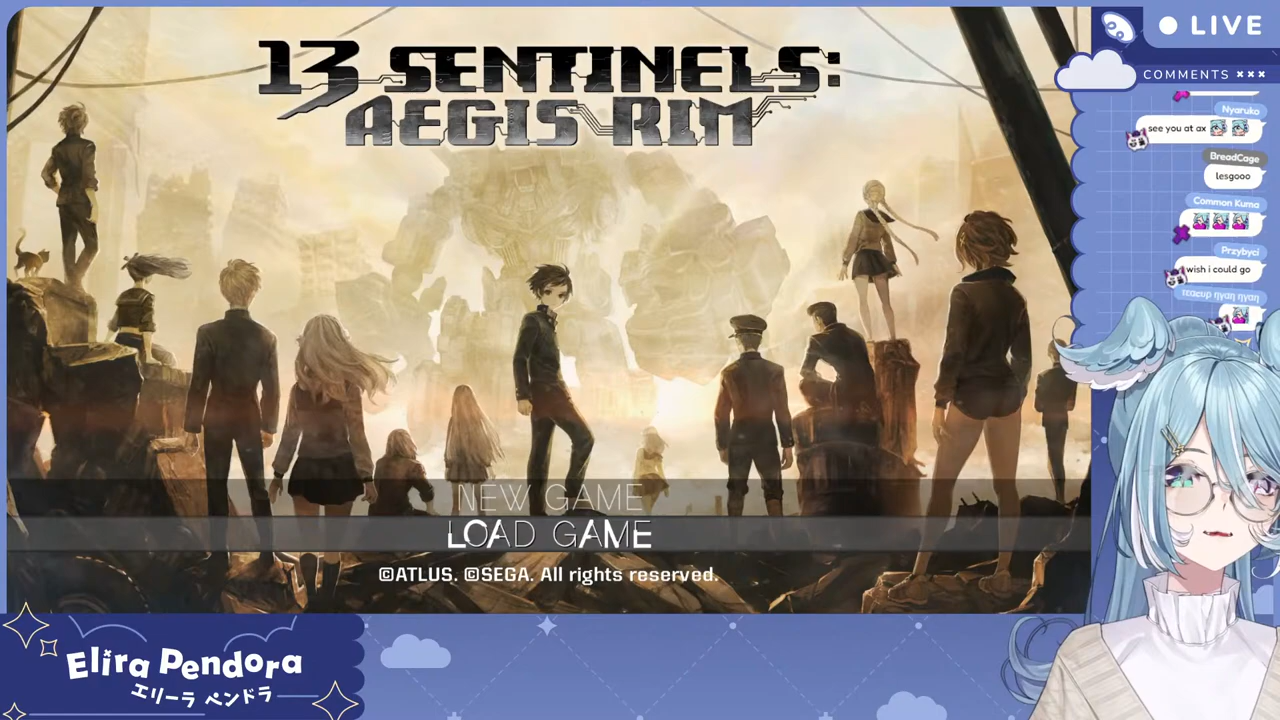 13 SENTINELS:
AEGIS RIM
NEW GAME
LOAD GAME
©ATLUS. ©SEGA. All rights reserved.
LIVE
COMMENTS
Nyaruko
see you at ax
BreadCage
lesgooo
Common Kuma
Przybyci
wish i could go
Elira Pendora
エリーラ ペンドラ